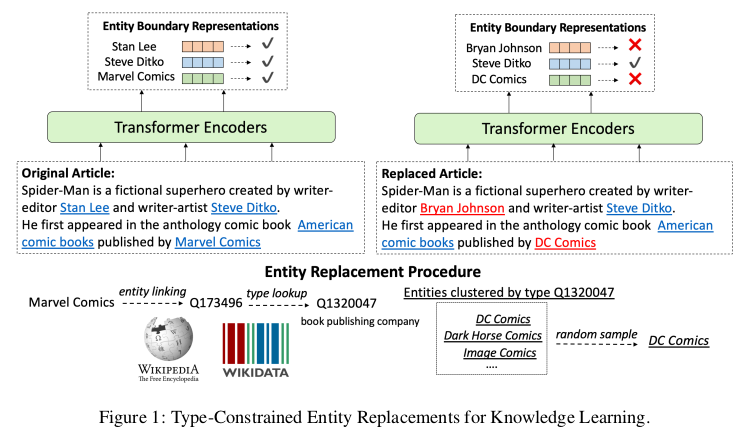 Entity Boundary Representations
Stan Lee
Steve Ditko
Marvel Comics
Transformer Encoders
Original Article:
Spider-Man is a fictional superhero created by writer-
editor Stan Lee and writer-artist Steve Ditko.
He first appeared in the anthology comic book American
comic books published by Marvel Comics
Entity Boundary Representations
Bryan Johnson
Steve Ditko
DC Comics
Transformer Encoders
Replaced Article:
Spider-Man is a fictional superhero created by writer-
editor Bryan Johnson and writer-artist Steve Ditko.
He first appeared in the anthology comic book American
comic books published by DC Comics
Entity Replacement Procedure
Marvel Comics entity linking Q173496 type lookup Q1320047
book publishing company
WIKIPEDIA
The Free Encyclopedia
WIKIDATA
Entities clustered by type Q1320047
DC Comics
Dark Horse Comics
Image Comics
....
random sample
DC Comics
Figure 1: Type-Constrained Entity Replacements for Knowledge Learning.